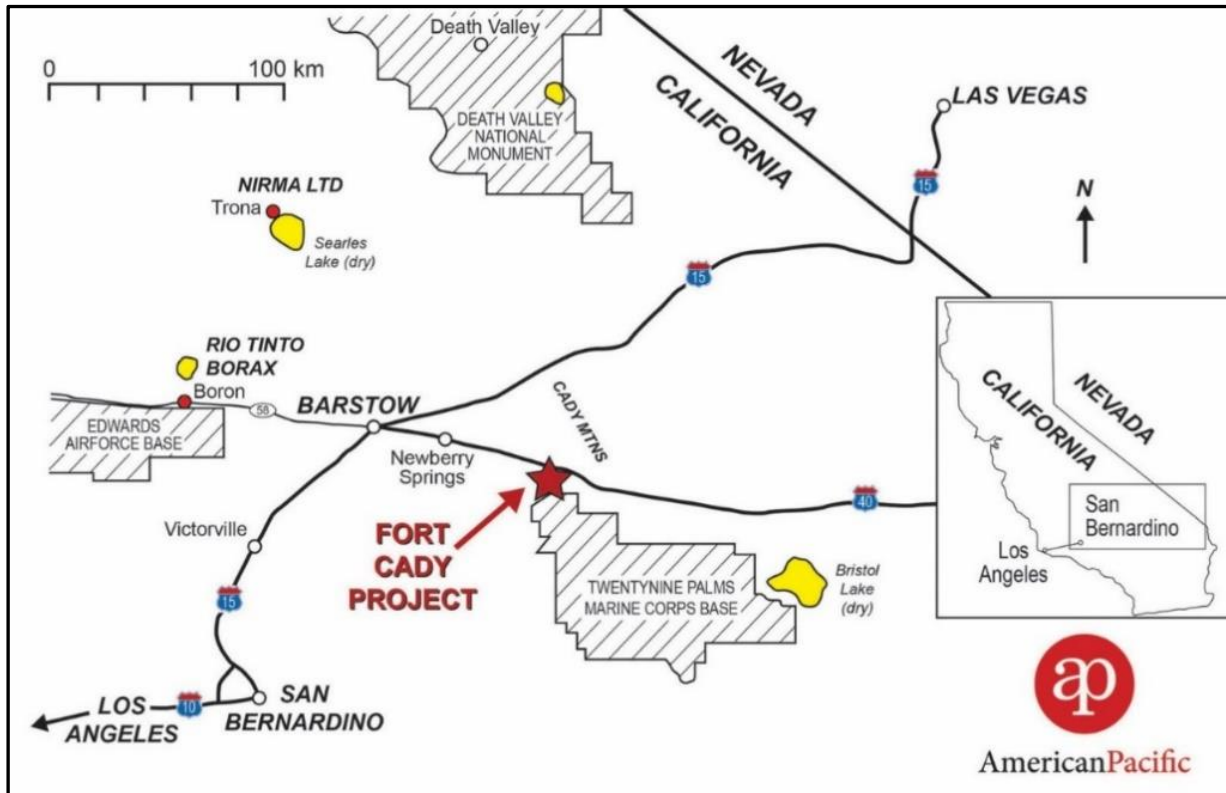 Death Valley
0
100 km
NEVADA
CALIFORNIA
LAS VEGAS
DEATH VALLEY
NATIONAL
MONUMENT
15
N
NIRMA LTD
Trona
Searles
Lake (dry)
15
RIO TINTO
BORAX
Boron
58
BARSTOW
CADY MTNS
EDWARDS
AIRFORCE BASE
Newberry
Springs
40
Victorville
FORT
CADY
PROJECT
TWENTYNINE PALMS
MARINE CORPS BASE
Bristol
Lake
(dry)
15
10
LOS
ANGELES
SAN
BERNARDINO
CALIFORNIA
NEVADA
San
Bernardino
Los
Angeles
ap
AmericanPacific